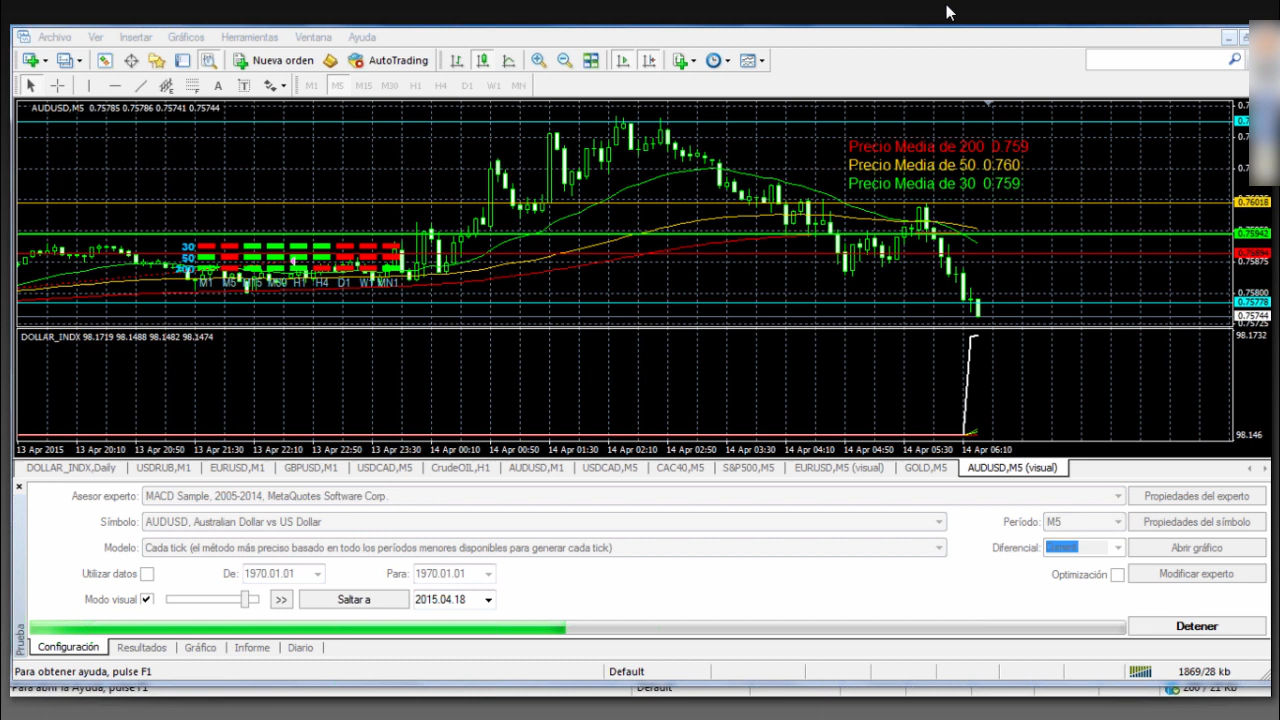 Archivo Ver Insertar Gráficos Herramientas Ventana Ayuda
Nueva orden AutoTrading
A T M1 M5 M15 M30 H1 H4 D1 W1 MN
AUDUSD,M5 0.75785 0.75786 0.75741 0.75744
Precio Media de 200 0.759
Precio Media de 50 0.760
Precio Media de 30 0.759
0.76018
0.75942
0.75875
0.75800
0.75778
0.75744
0.75725
30
50
M1 M5 M15 M30 H1 H4 D1 W1 MN1
DOLLAR_INDX 98.1719 98.1488 98.1482 98.1474
98.1732
98.146
13 Apr 2015 13 Apr 20:10 13 Apr 20:50 13 Apr 21:30 13 Apr 22:10 13 Apr 22:50 13 Apr 23:30 14 Apr 00:10 14 Apr 00:50 14 Apr 01:30 14 Apr 02:10 14 Apr 02:50 14 Apr 03:30 14 Apr 04:10 14 Apr 04:50 14 Apr 05:30 14 Apr 06:10
DOLLAR_INDX,Daily USDRUB,M1 EURUSD,M1 GBPUSD,M1 USDCAD,M5 CrudeOIL,H1 AUDUSD,M1 USDCAD,M5 CAC40,M5 S&P500,M5 EURUSD,M5 (visual) GOLD,M5 AUDUSD,M5 (visual)
Asesor experto: MACD Sample, 2005-2014, MetaQuotes Software Corp. Propiedades del experto
Símbolo: AUDUSD, Australian Dollar vs US Dollar Período: M5 Propiedades del símbolo
Modelo: Cada tick (el método más preciso basado en todo los períodos menores disponibles para generar cada tick) Diferencial: Current Abrir gráfico
Utilizar datos De: 1970.01.01 Para: 1970.01.01 Optimización Modificar experto
Modo visual >> Saltar a 2015.04.18
Detener
Prueba
Configuración Resultados Gráfico Informe Diario
Para obtener ayuda, pulse F1 Default 1869/28 kb
Para abrir la Ayuda, pulse F1 Default 200 / 21 Kb